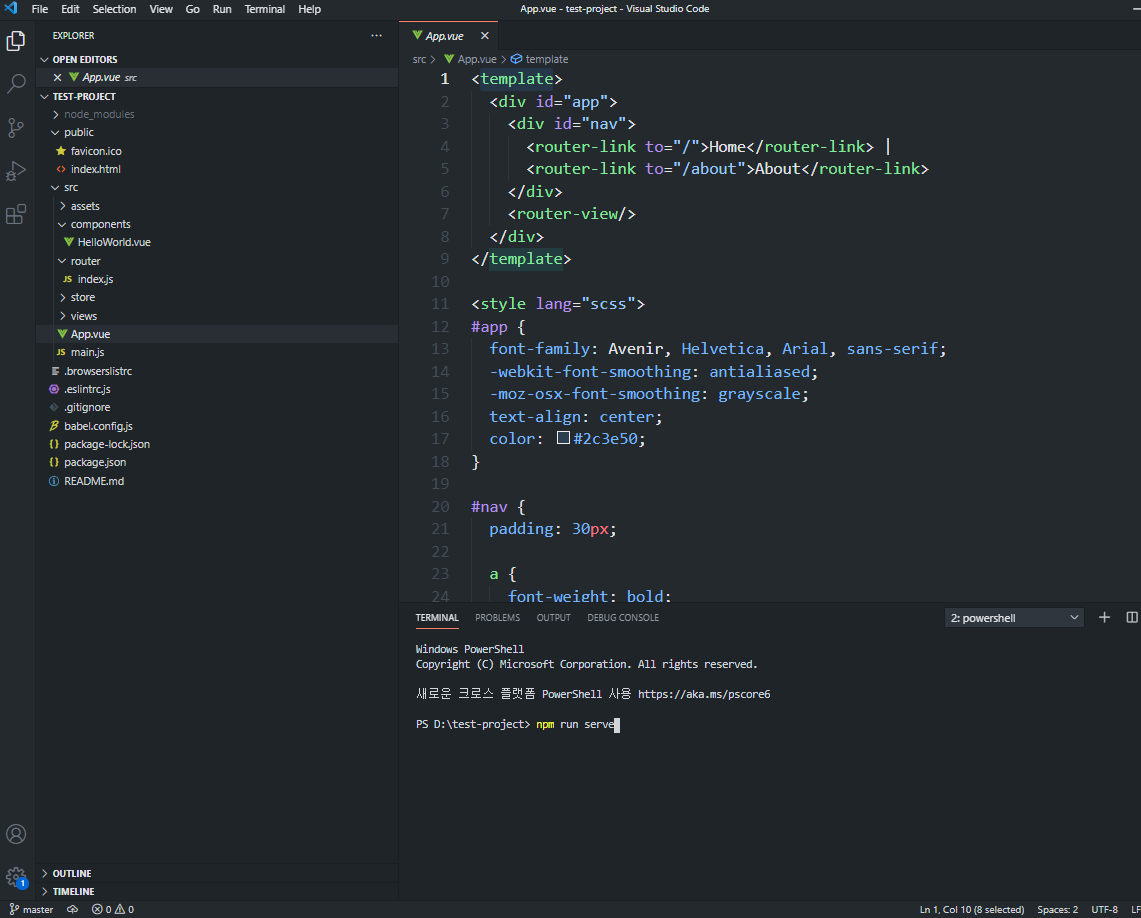 File Edit Selection View Go Run Terminal Help
App.vue - test-project - Visual Studio Code
EXPLORER
OPEN EDITORS
App.vue src
TEST-PROJECT
node_modules
public
favicon.ico
index.html
src
assets
components
HelloWorld.vue
router
JS index.js
store
views
App.vue
JS main.js
.browserslistrc
.eslintrc.js
.gitignore
babel.config.js
{} package-lock.json
{} package.json
README.md
OUTLINE
TIMELINE
App.vue
src > App.vue > template
1 <template>
2 <div id="app">
3 <div id="nav">
4 <router-link to="/">Home</router-link> |
5 <router-link to="/about">About</router-link>
6 </div>
7 <router-view/>
8 </div>
9 </template>
10
11 <style lang="scss">
12 #app {
13 font-family: Avenir, Helvetica, Arial, sans-serif;
14 -webkit-font-smoothing: antialiased;
15 -moz-osx-font-smoothing: grayscale;
16 text-align: center;
17 color: #2c3e50;
18 }
19
20 #nav {
21 padding: 30px;
22
23 a {
24 font-weight: bold;
TERMINAL PROBLEMS OUTPUT DEBUG CONSOLE
2: powershell
Windows PowerShell
Copyright (C) Microsoft Corporation. All rights reserved.
새로운 크로스 플랫폼 PowerShell 사용 https://aka.ms/pscore6
PS D:\test-project> npm run serve
1
master 0 0
Ln 1, Col 10 (8 selected) Spaces: 2 UTF-8 LF